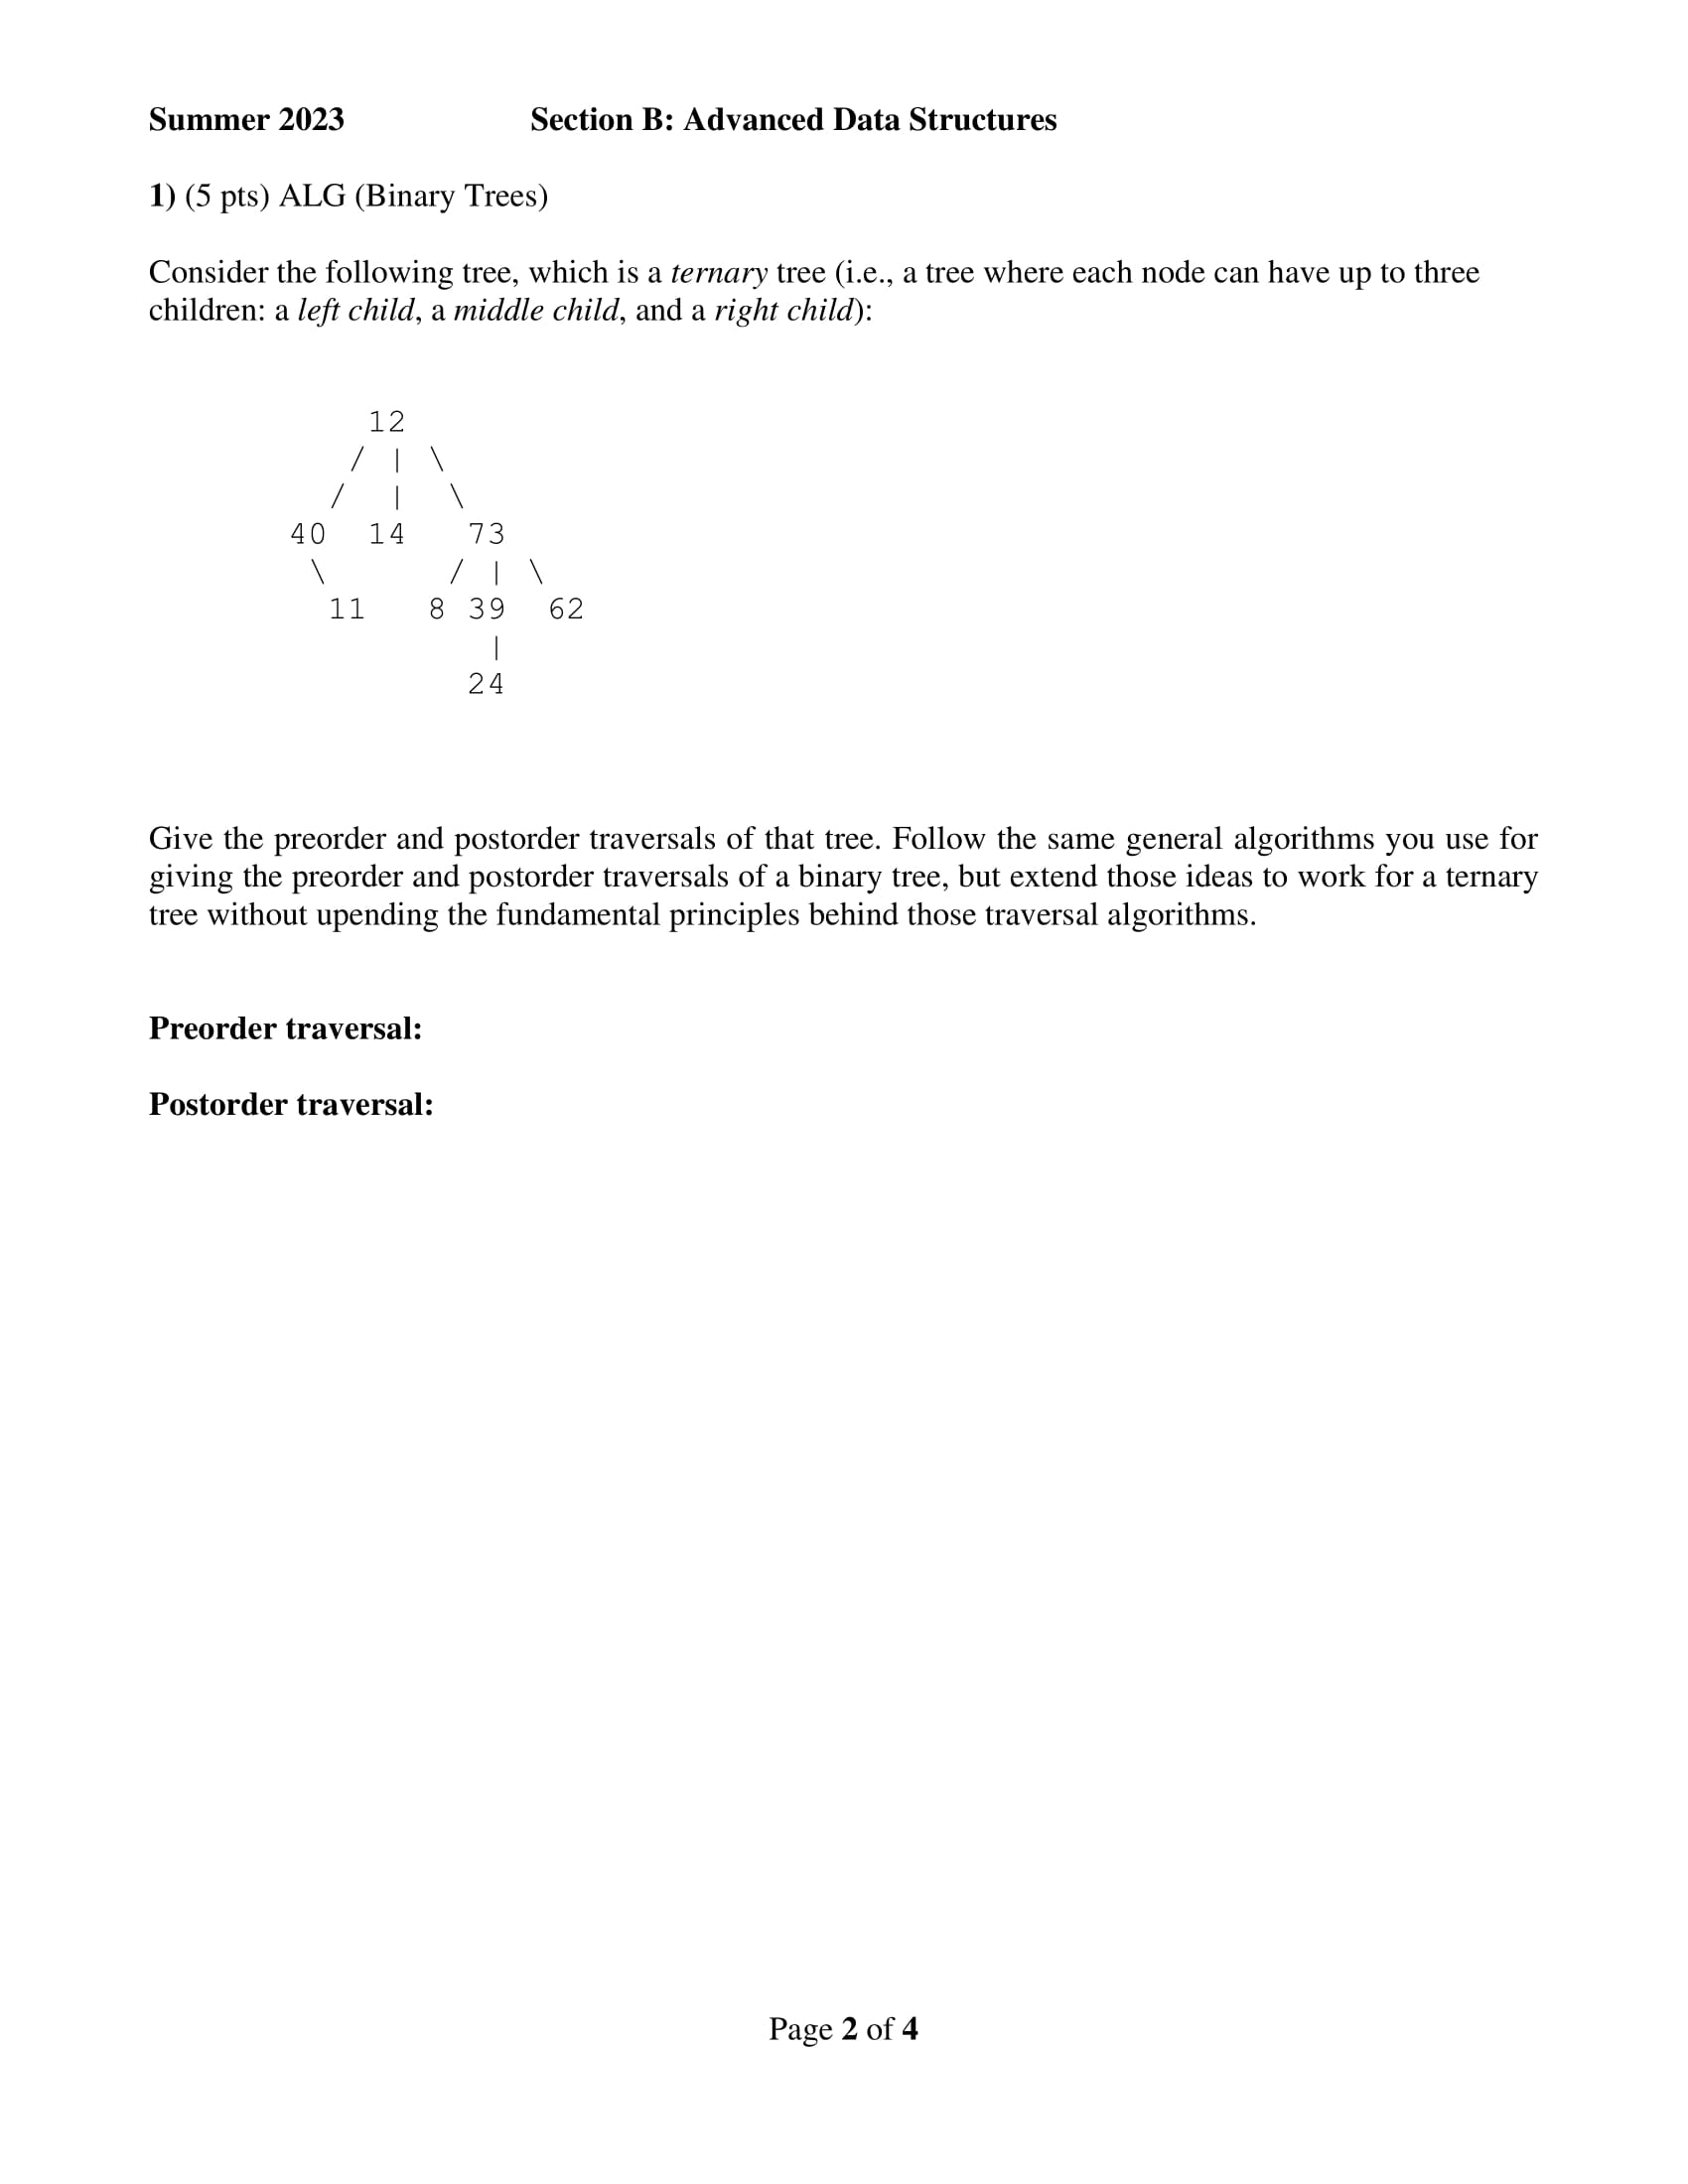 Summer 2023 Section B: Advanced Data Structures
1) (5 pts) ALG (Binary Trees)
Consider the following tree, which is a ternary tree (i.e., a tree where each node can have up to three
children: a left child, a middle child, and a right child):
12
/ | \
/ | \
40 14 73
\ / | \
11 8 39 62
|
24
Give the preorder and postorder traversals of that tree. Follow the same general algorithms you use for
giving the preorder and postorder traversals of a binary tree, but extend those ideas to work for a ternary
tree without upending the fundamental principles behind those traversal algorithms.
Preorder traversal:
Postorder traversal:
Page 2 of 4